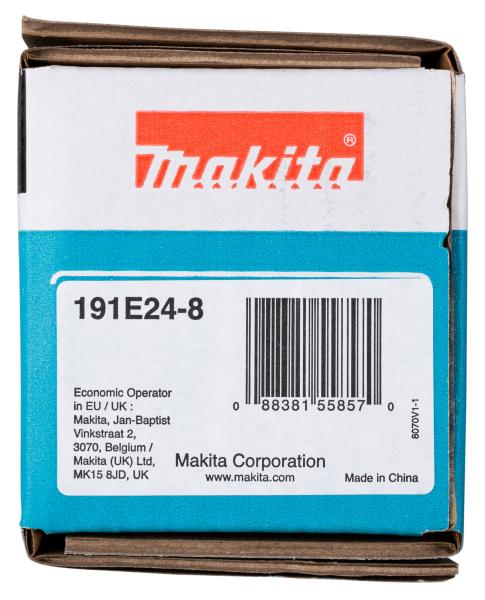 makita®
191E24-8
0 88381 55857 0
8070V1-1
Economic Operator
in EU / UK :
Makita, Jan-Baptist
Vinkstraat 2,
3070, Belgium /
Makita (UK) Ltd,
MK15 8JD, UK
Makita Corporation
www.makita.com
Made in China